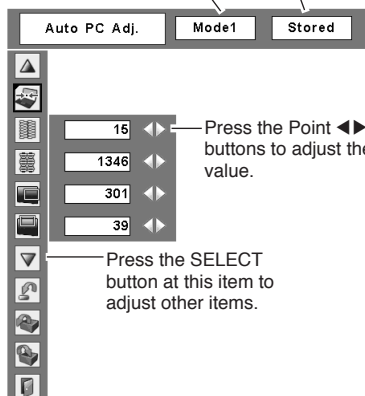 Auto PC Adj.
Mode1
Stored
15
Press the Point ◀▶
buttons to adjust the
1346
value.
301
39
Press the SELECT
button at this item to
adjust other items.